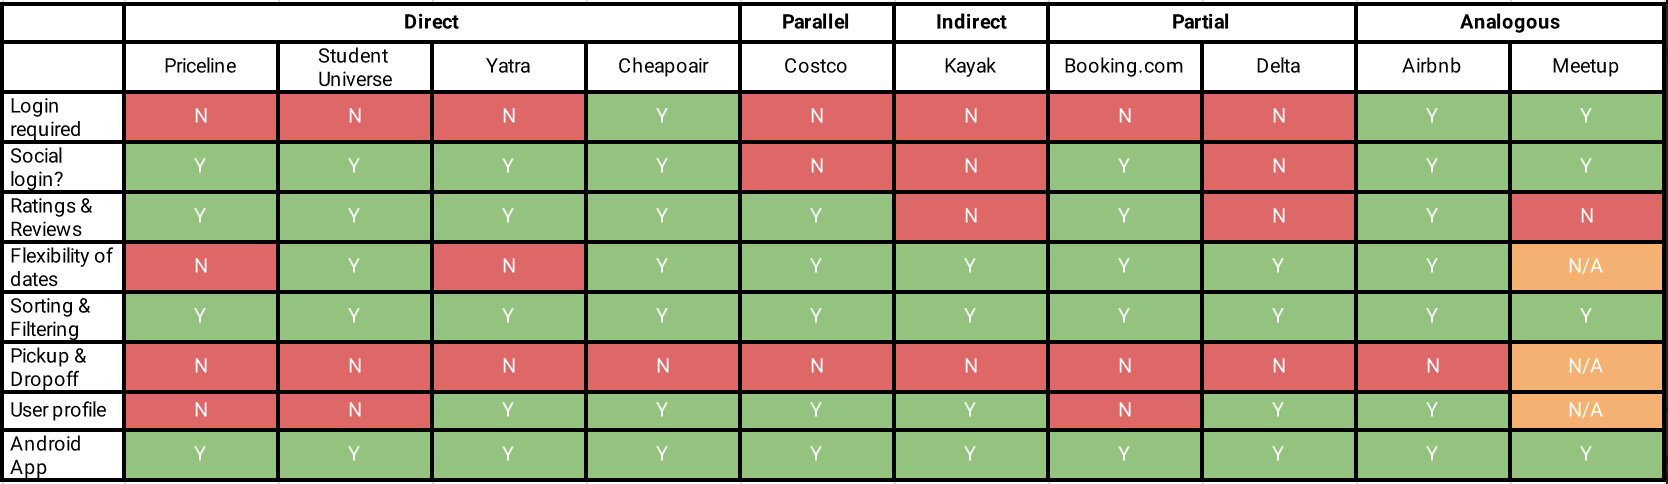 Direct Parallel Indirect Partial Analogous
Priceline Student Universe Yatra Cheapoair Costco Kayak Booking.com Delta Airbnb Meetup
Login required N N N Y N N N N Y Y
Social login? Y Y Y Y N N Y N Y Y
Ratings & Reviews Y Y Y Y Y N Y N Y N
Flexibility of dates N Y N Y Y Y Y Y Y N/A
Sorting & Filtering Y Y Y Y Y Y Y Y Y Y
Pickup & Dropoff N N N N N N N N N N/A
User profile N N Y Y Y Y N Y Y N/A
Android App Y Y Y Y Y Y Y Y Y Y